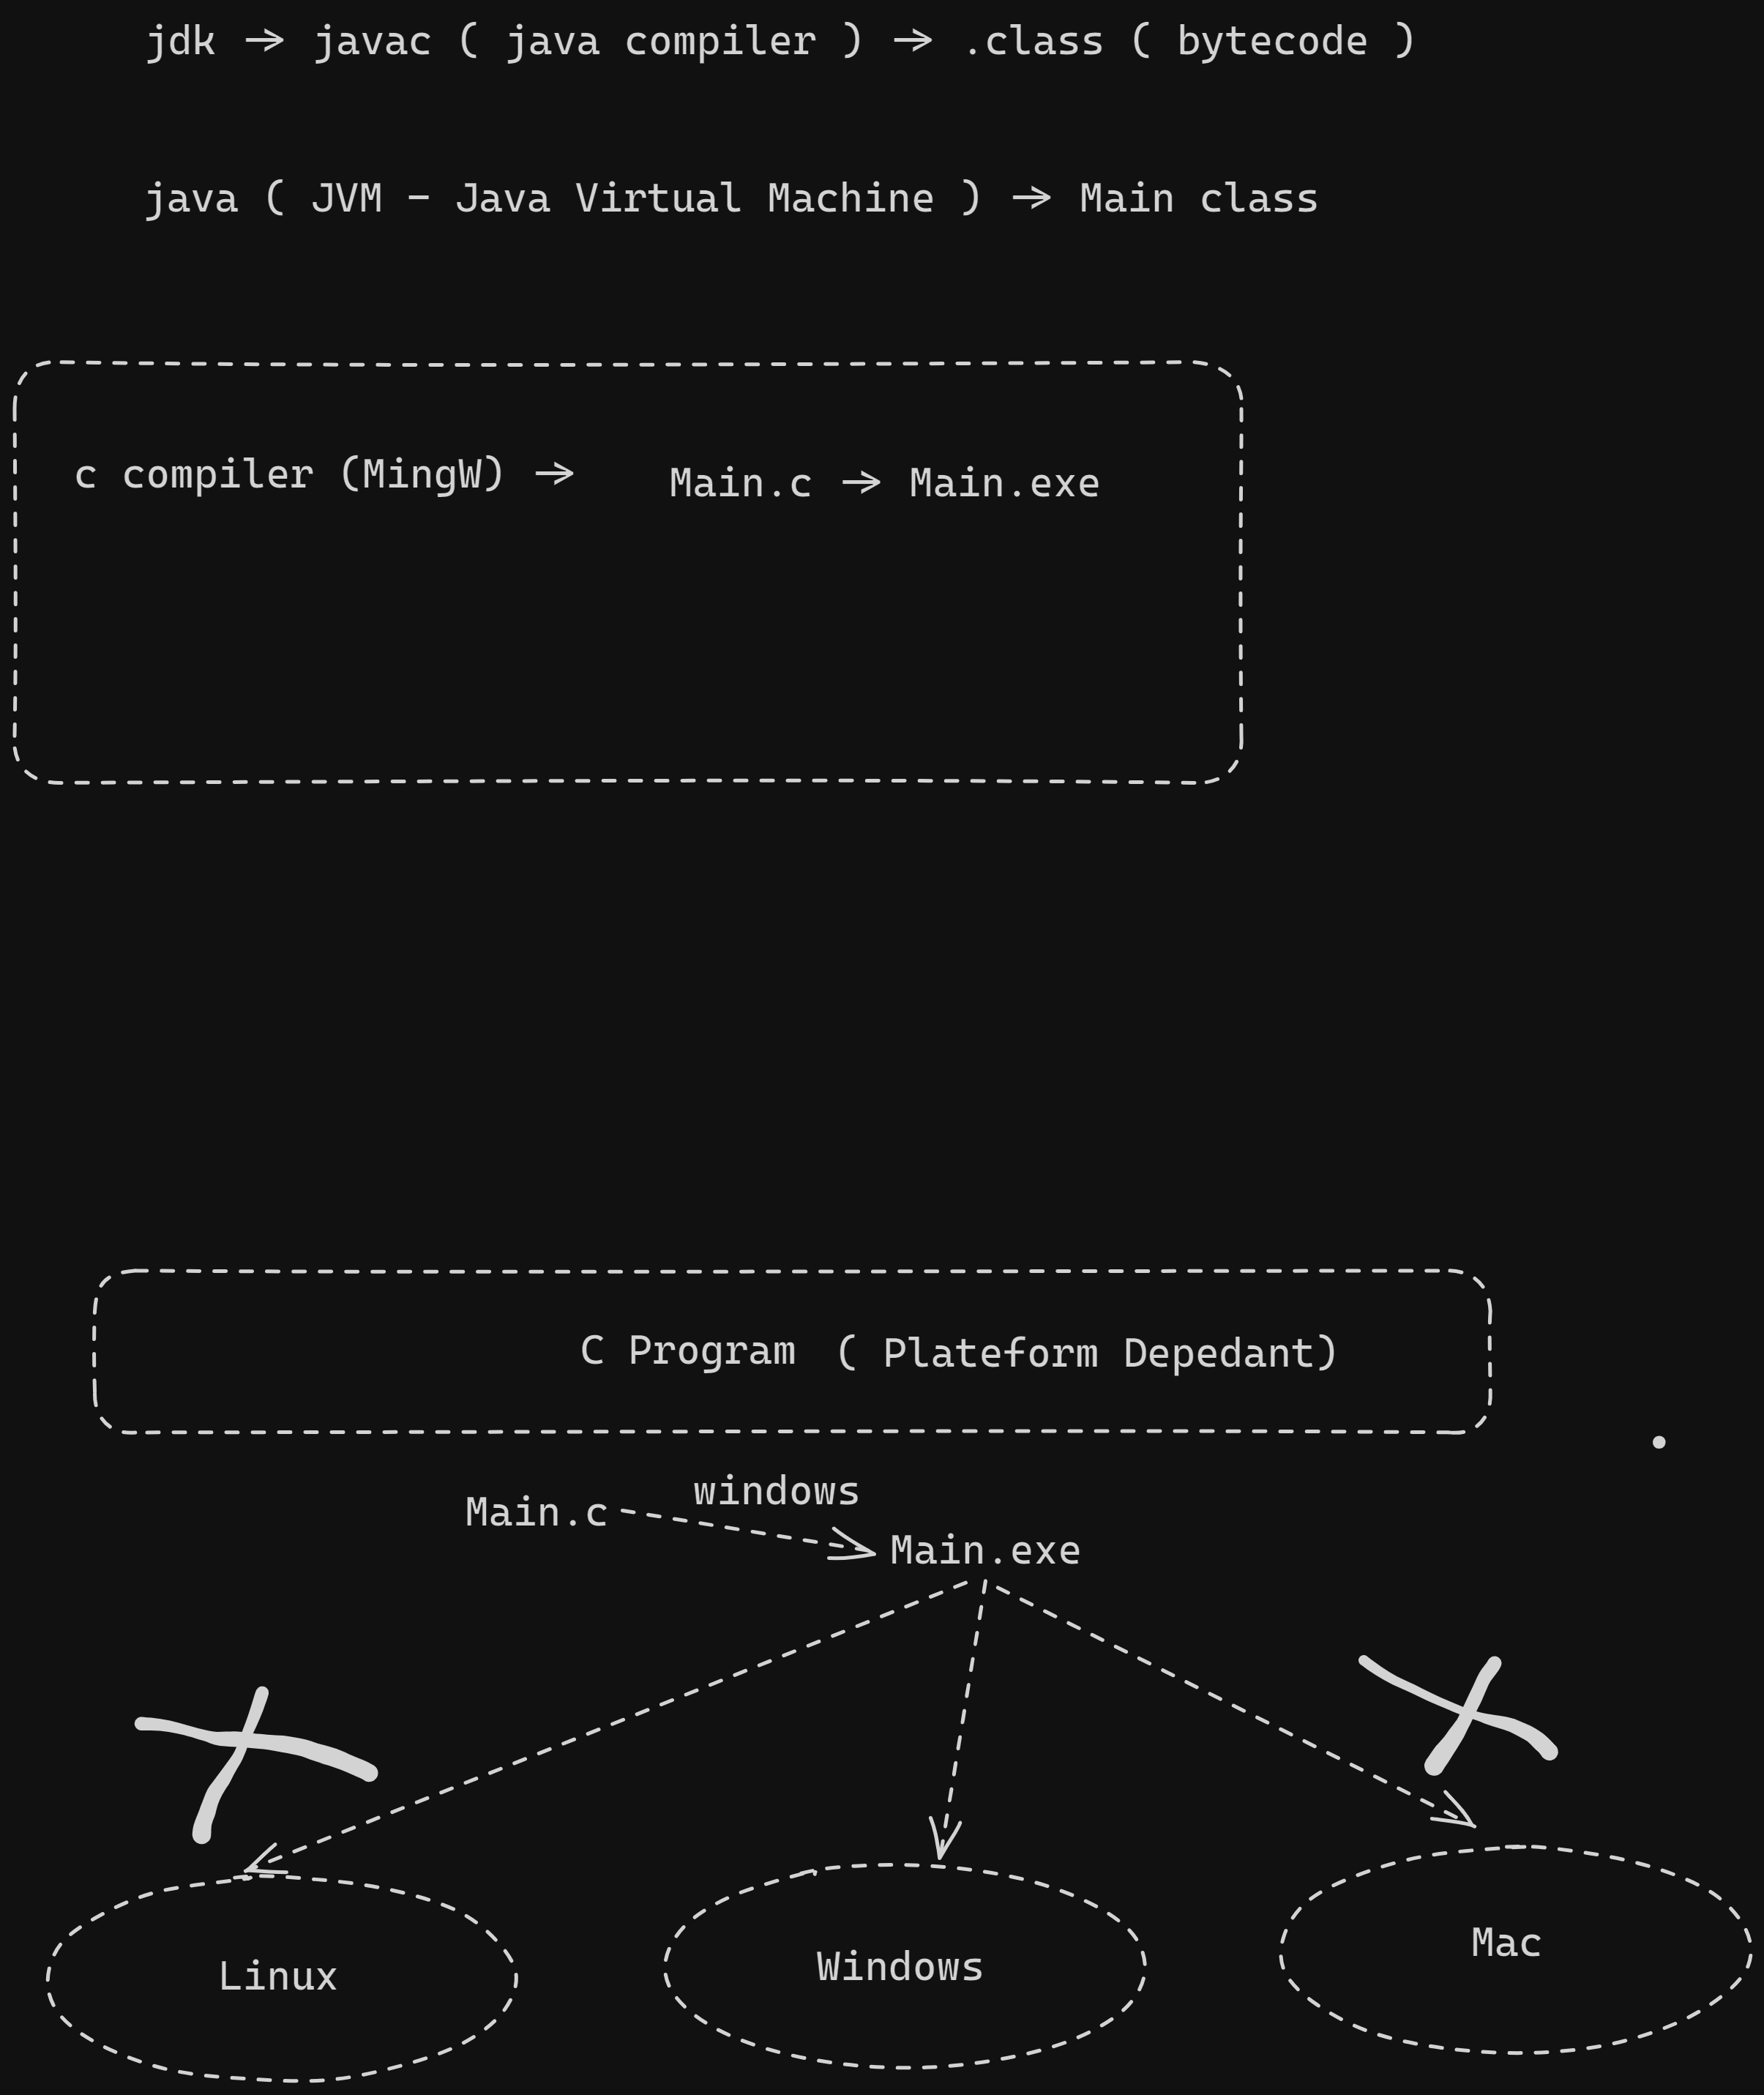 jdk -> javac ( java compiler ) -> .class ( bytecode )
java ( JVM - Java Virtual Machine ) -> Main class
c compiler (MingW) -> Main.c -> Main.exe
C Program ( Plateform Depedant)
windows
Main.c
Main.exe
Linux
Windows
Mac